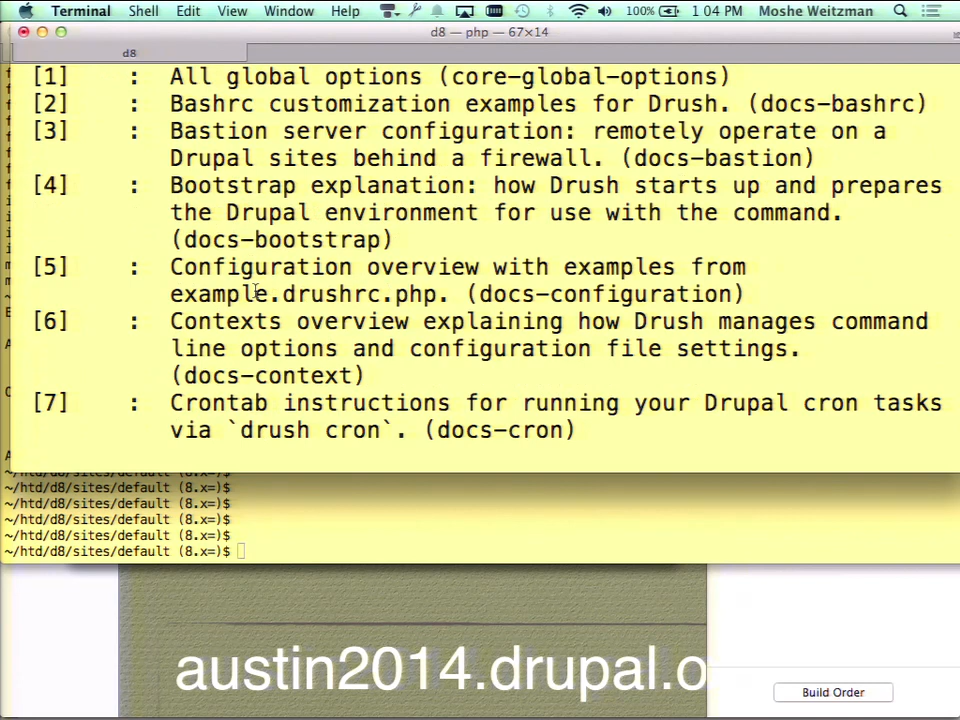 Terminal Shell Edit View Window Help 100% 1:04 PM Moshe Weitzman
d8 — php — 67×14
d8
[1] : All global options (core-global-options)
[2] : Bashrc customization examples for Drush. (docs-bashrc)
[3] : Bastion server configuration: remotely operate on a
Drupal sites behind a firewall. (docs-bastion)
[4] : Bootstrap explanation: how Drush starts up and prepares
the Drupal environment for use with the command.
(docs-bootstrap)
[5] : Configuration overview with examples from
example.drushrc.php. (docs-configuration)
[6] : Contexts overview explaining how Drush manages command
line options and configuration file settings.
(docs-context)
[7] : Crontab instructions for running your Drupal cron tasks
via `drush cron`. (docs-cron)
~/htd/d8/sites/default (8.x=)$
~/htd/d8/sites/default (8.x=)$
~/htd/d8/sites/default (8.x=)$
~/htd/d8/sites/default (8.x=)$
~/htd/d8/sites/default (8.x=)$
~/htd/d8/sites/default (8.x=)$
austin2014.drupal.o
Build Order